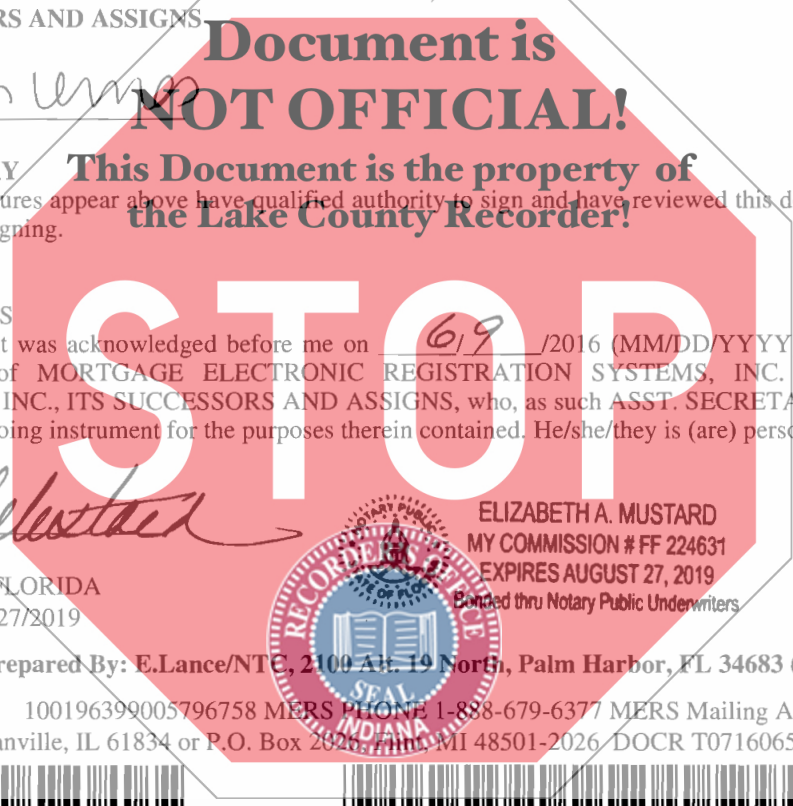 RS AND ASSIGNS
Document is
NOT OFFICIAL!
Y
This Document is the property of
ures appear above have qualified authority to sign and have reviewed this d
the Lake County Recorder!
gning.
STOP
S
t was acknowledged before me on 6/9/2016 (MM/DD/YYYY
of MORTGAGE ELECTRONIC REGISTRATION SYSTEMS, INC.
INC., ITS SUCCESSORS AND ASSIGNS, who, as such ASST. SECRETA
oing instrument for the purposes therein contained. He/she/they is (are) perso
NOTARY PUBLIC
ELIZABETH A. MUSTARD
MY COMMISSION # FF 224631
EXPIRES AUGUST 27, 2019
Bonded thru Notary Public Underwriters
RECORDER'S OFFICE
SEAL
INDIANA
FLORIDA
27/2019
repared By: E.Lance/NTC, 2100 Alt. 19 North, Palm Harbor, FL 34683 (
100196399005796758 MERS PHONE 1-888-679-6377 MERS Mailing A
anville, IL 61834 or P.O. Box 2026, Flint, MI 48501-2026 DOCR T0716065